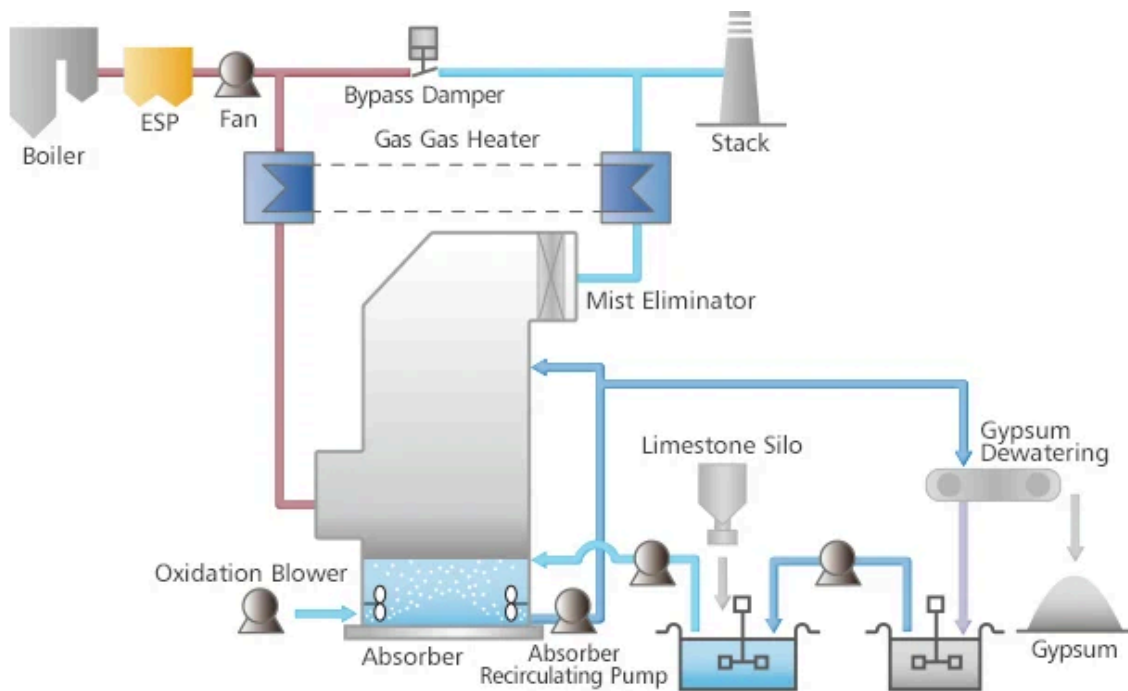 Boiler
ESP
Fan
Bypass Damper
Stack
Gas Gas Heater
Mist Eliminator
Limestone Silo
Gypsum
Dewatering
Oxidation Blower
Absorber
Absorber
Recirculating Pump
Gypsum